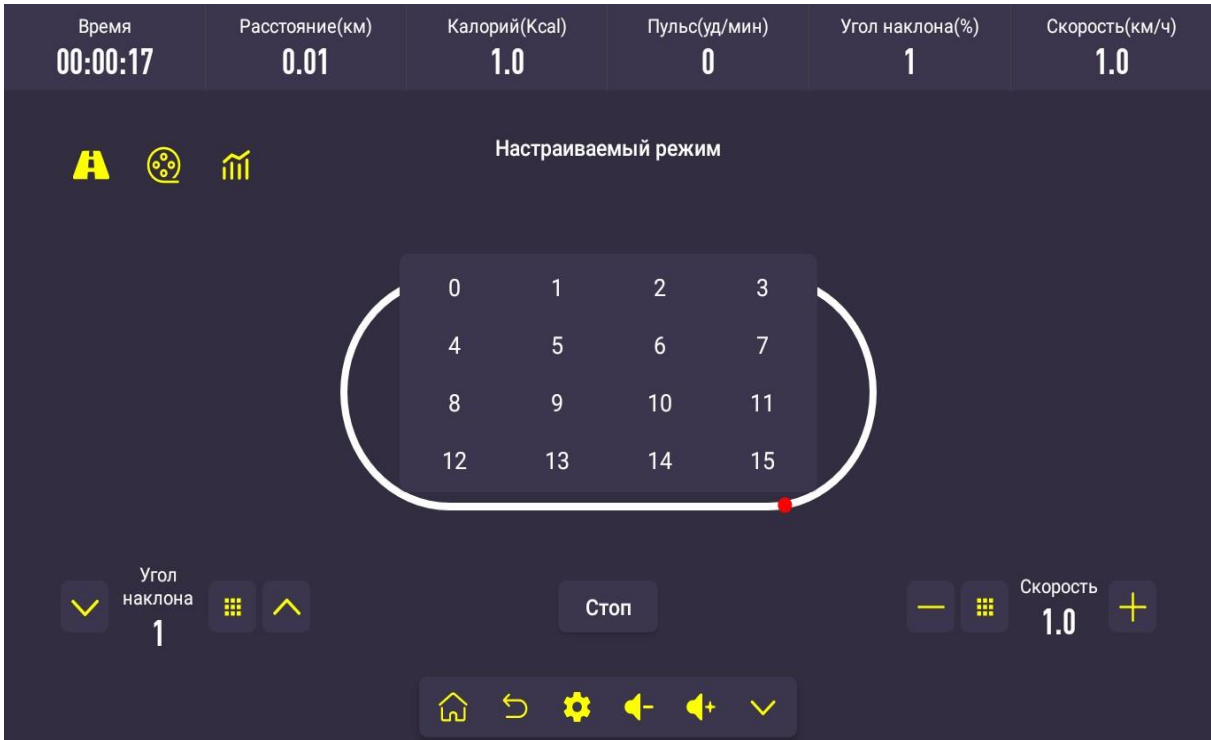 Время Расстояние(км) Калорий(Kcal) Пульс(уд/мин) Угол наклона(%) Скорость(км/ч)
00:00:17 0.01 1.0 0 1 1.0
Настраиваемый режим
0 1 2 3
4 5 6 7
8 9 10 11
12 13 14 15
Угол
наклона
1
Стоп
Скорость
1.0